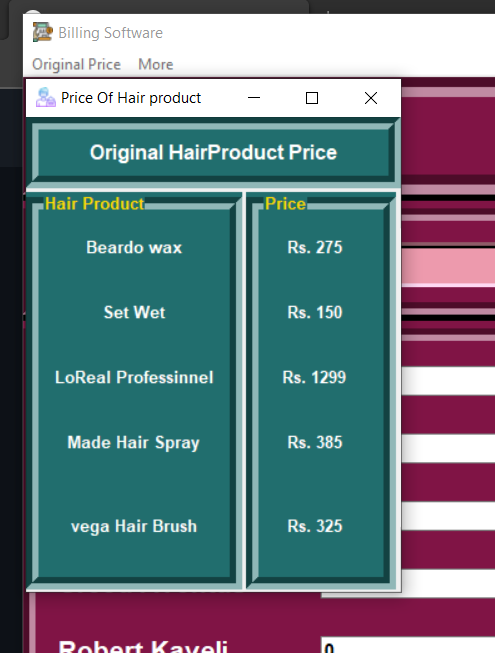 Billing Software
Original Price More
Price Of Hair product
Original HairProduct Price
Hair Product Price
Beardo wax Rs. 275
Set Wet Rs. 150
LoReal Professinnel Rs. 1299
Made Hair Spray Rs. 385
vega Hair Brush Rs. 325
Robert Kaveli 0